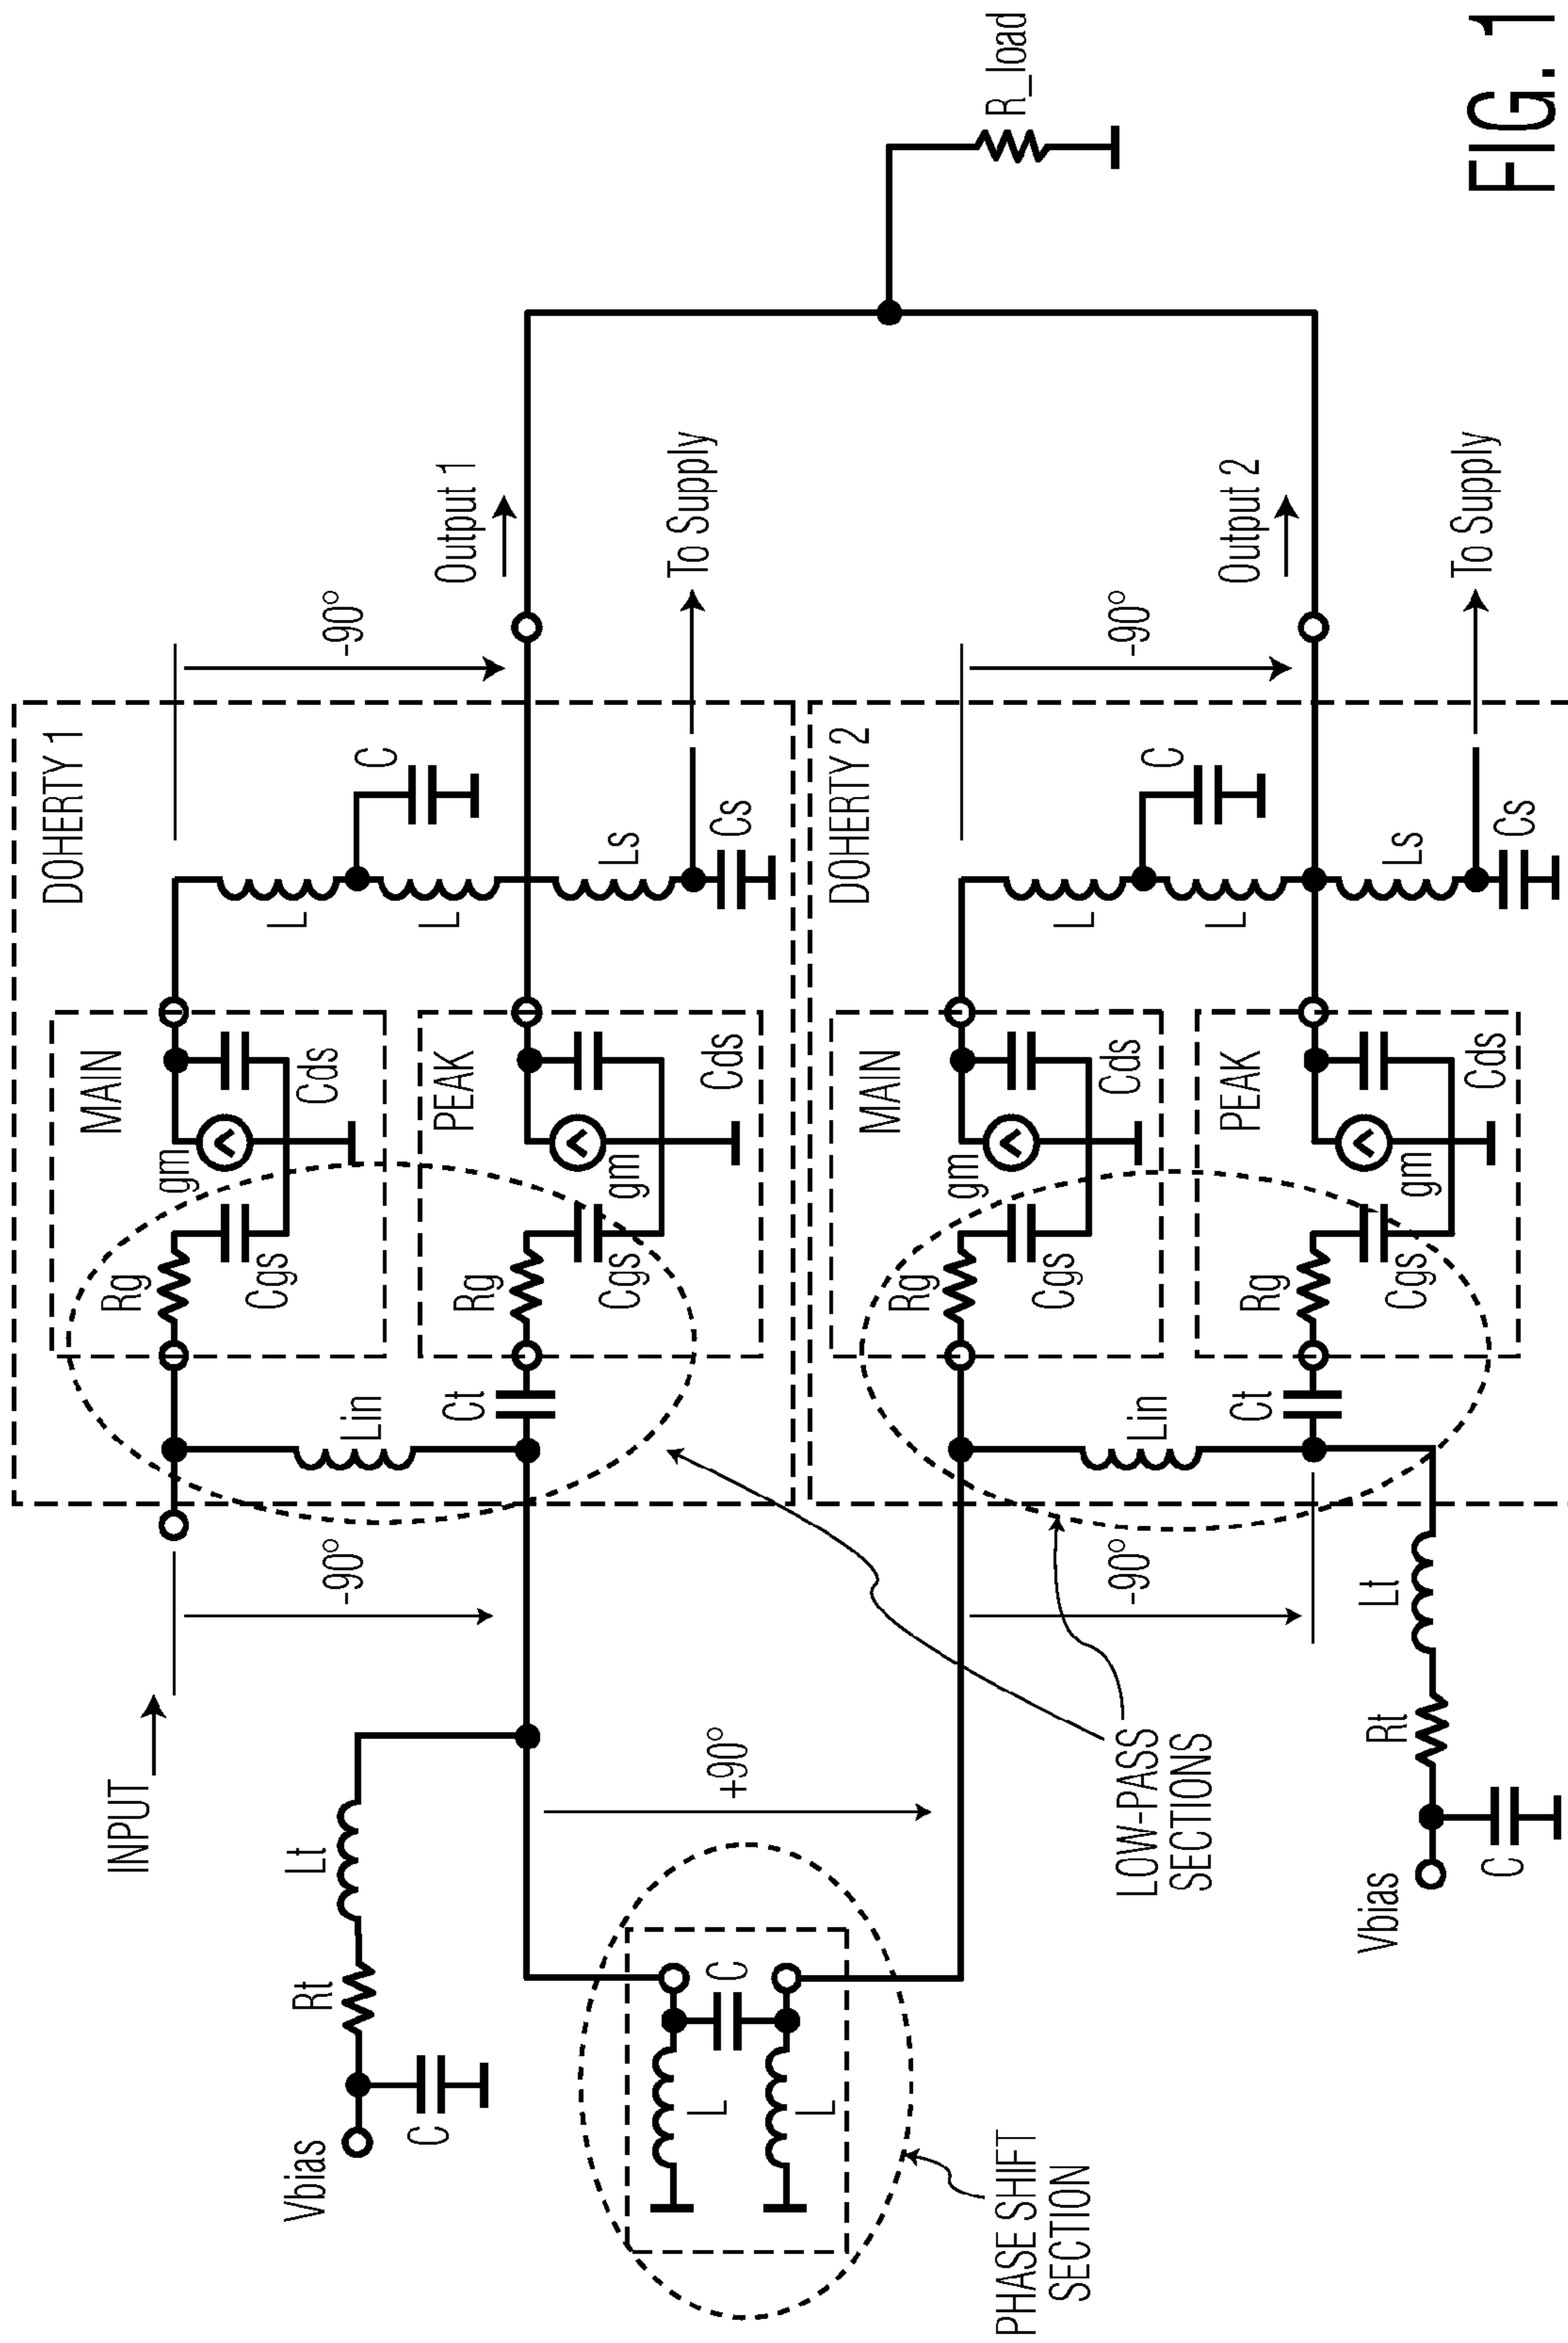 FIG. 1
DOHERTY 1
INPUT
MAIN
Rg
gm
Cgs
Cds
Lin
L
L
C
-90°
-90°
Output 1
PEAK
Ct
Rg
gm
Cgs
Cds
Ls
Cs
To Supply
Vbias
C
Rt
Lt
+90°
L
C
L
PHASE SHIFT
SECTION
LOW-PASS
SECTIONS
R_load
DOHERTY 2
MAIN
Rg
gm
Cgs
Cds
Lin
L
L
C
-90°
-90°
Output 2
PEAK
Ct
Rg
gm
Cgs
Cds
Ls
Cs
To Supply
Vbias
C
Rt
Lt